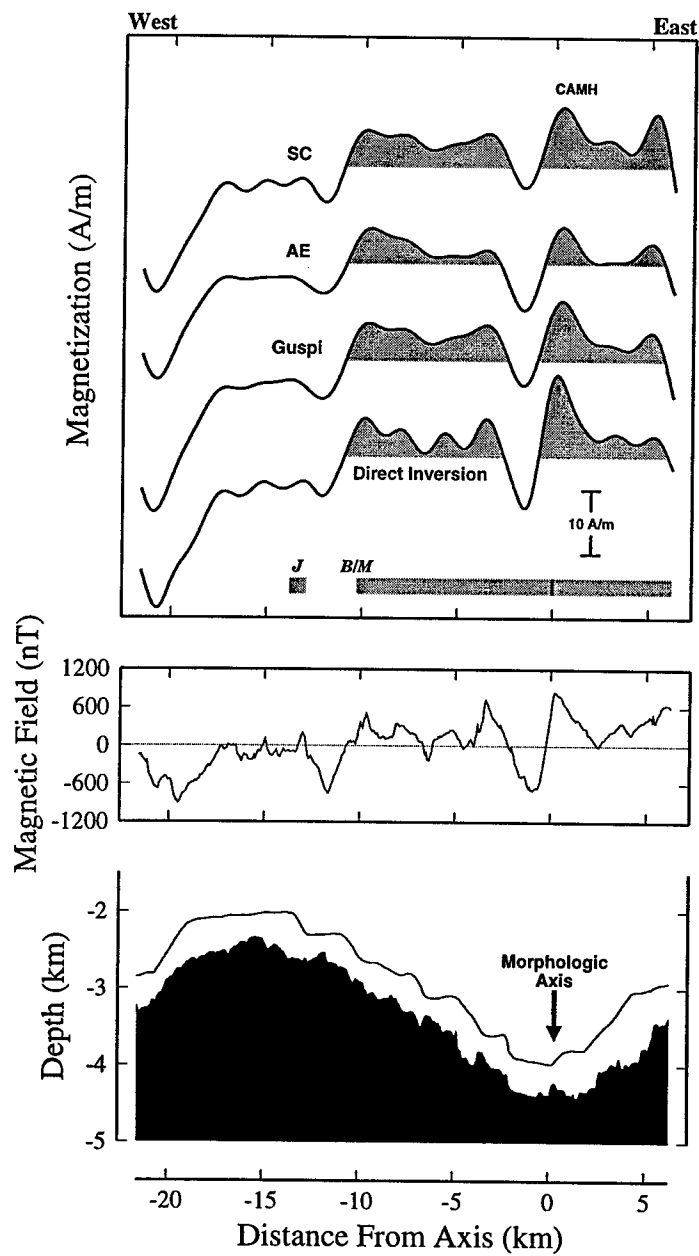 West East
CAMH
SC
AE
Guspi
Direct Inversion
10 A/m
J B/M
Magnetization (A/m)
1200
600
0
-600
-1200
Magnetic Field (nT)
-2
-3
-4
-5
Depth (km)
Morphologic
Axis
-20 -15 -10 -5 0 5
Distance From Axis (km)